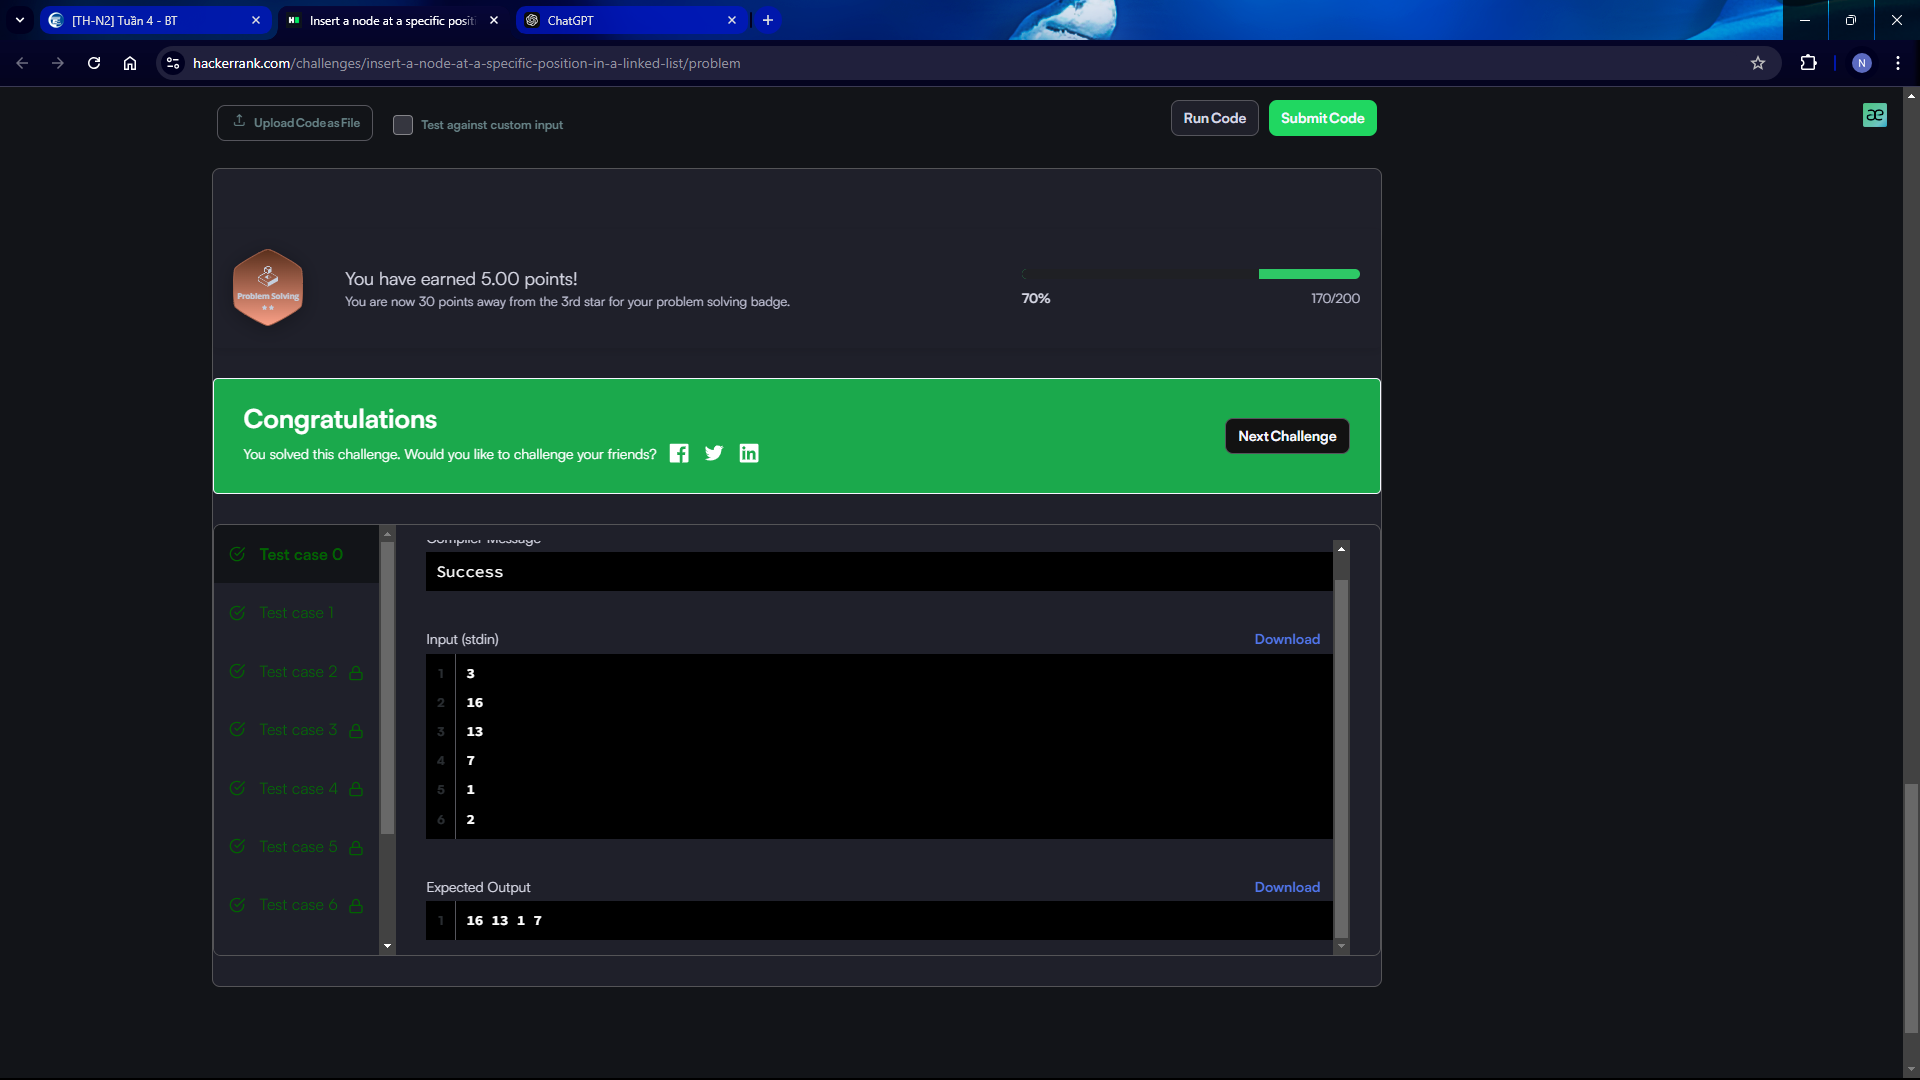 [TH-N2] Tuần 4 - BT
Insert a node at a specific positi
ChatGPT
hackerrank.com/challenges/insert-a-node-at-a-specific-position-in-a-linked-list/problem
N
Upload Code as File
Test against custom input
Run Code
Submit Code
æ
Problem Solving
You have earned 5.00 points!
You are now 30 points away from the 3rd star for your problem solving badge.
70%
170/200
Congratulations
You solved this challenge. Would you like to challenge your friends?
Next Challenge
Test case 0
Test case 1
Test case 2
Test case 3
Test case 4
Test case 5
Test case 6
Compiler Message
Success
Input (stdin)
Download
1 3
2 16
3 13
4 7
5 1
6 2
Expected Output
Download
1 16 13 1 7